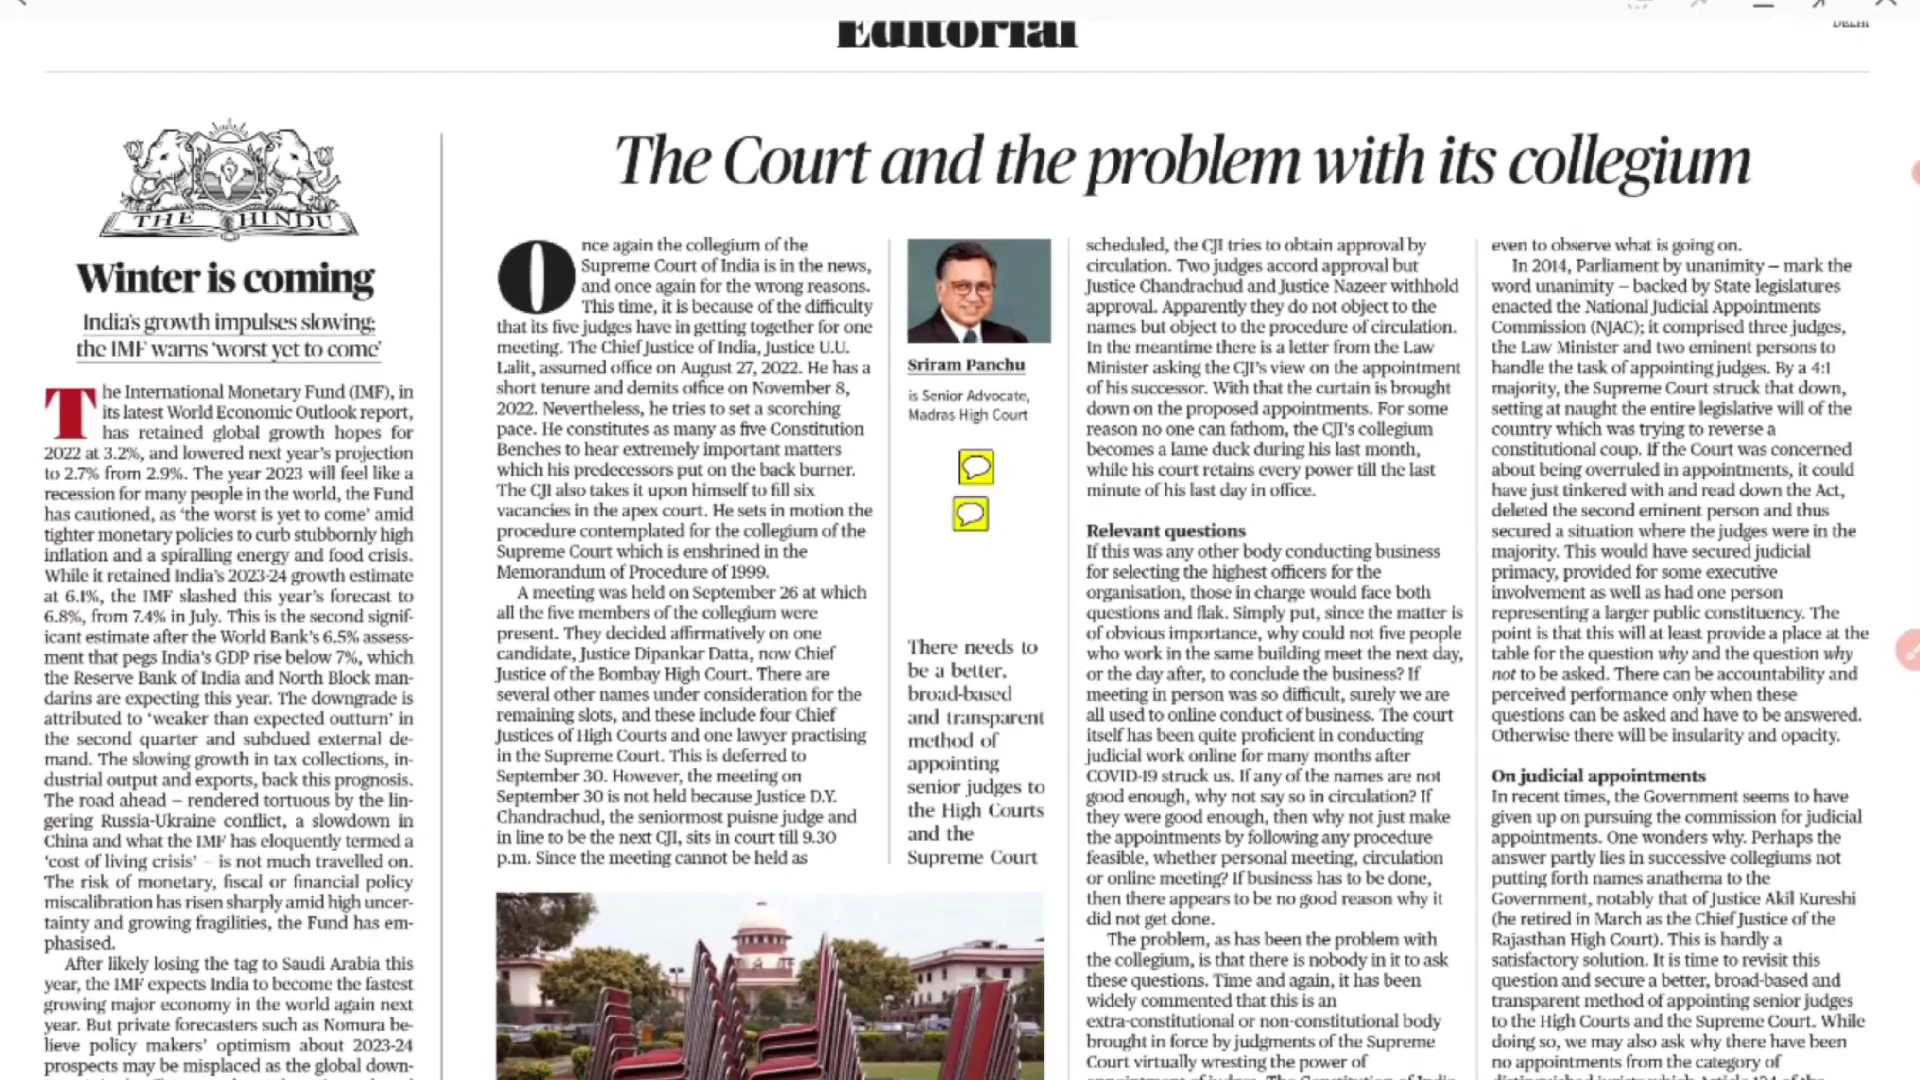 Editorial
DELHI
THE HINDU
Winter is coming
India's growth impulses slowing;
the IMF warns 'worst yet to come'
The International Monetary Fund (IMF), in
its latest World Economic Outlook report,
has retained global growth hopes for
2022 at 3.2%, and lowered next year's projection
to 2.7% from 2.9%. The year 2023 will feel like a
recession for many people in the world, the Fund
has cautioned, as 'the worst is yet to come' amid
tighter monetary policies to curb stubbornly high
inflation and a spiralling energy and food crisis.
While it retained India's 2023-24 growth estimate
at 6.1%, the IMF slashed this year's forecast to
6.8%, from 7.4% in July. This is the second signif-
icant estimate after the World Bank's 6.5% assess-
ment that pegs India's GDP rise below 7%, which
the Reserve Bank of India and North Block man-
darins are expecting this year. The downgrade is
attributed to 'weaker than expected outturn' in
the second quarter and subdued external de-
mand. The slowing growth in tax collections, in-
dustrial output and exports, back this prognosis.
The road ahead – rendered tortuous by the lin-
gering Russia-Ukraine conflict, a slowdown in
China and what the IMF has eloquently termed a
'cost of living crisis' – is not much travelled on.
The risk of monetary, fiscal or financial policy
miscalibration has risen sharply amid high uncer-
tainty and growing fragilities, the Fund has em-
phasised.
After likely losing the tag to Saudi Arabia this
year, the IMF expects India to become the fastest
growing major economy in the world again next
year. But private forecasters such as Nomura be-
lieve policy makers' optimism about 2023-24
prospects may be misplaced as the global down-
The Court and the problem with its collegium
Once again the collegium of the
Supreme Court of India is in the news,
and once again for the wrong reasons.
This time, it is because of the difficulty
that its five judges have in getting together for one
meeting. The Chief Justice of India, Justice U.U.
Lalit, assumed office on August 27, 2022. He has a
short tenure and demits office on November 8,
2022. Nevertheless, he tries to set a scorching
pace. He constitutes as many as five Constitution
Benches to hear extremely important matters
which his predecessors put on the back burner.
The CJI also takes it upon himself to fill six
vacancies in the apex court. He sets in motion the
procedure contemplated for the collegium of the
Supreme Court which is enshrined in the
Memorandum of Procedure of 1999.
A meeting was held on September 26 at which
all the five members of the collegium were
present. They decided affirmatively on one
candidate, Justice Dipankar Datta, now Chief
Justice of the Bombay High Court. There are
several other names under consideration for the
remaining slots, and these include four Chief
Justices of High Courts and one lawyer practising
in the Supreme Court. This is deferred to
September 30. However, the meeting on
September 30 is not held because Justice D.Y.
Chandrachud, the seniormost puisne judge and
in line to be the next CJI, sits in court till 9.30
p.m. Since the meeting cannot be held as
Sriram Panchu
is Senior Advocate,
Madras High Court
There needs to
be a better,
broad-based
and transparent
method of
appointing
senior judges to
the High Courts
and the
Supreme Court
scheduled, the CJI tries to obtain approval by
circulation. Two judges accord approval but
Justice Chandrachud and Justice Nazeer withhold
approval. Apparently they do not object to the
names but object to the procedure of circulation.
In the meantime there is a letter from the Law
Minister asking the CJI's view on the appointment
of his successor. With that the curtain is brought
down on the proposed appointments. For some
reason no one can fathom, the CJI's collegium
becomes a lame duck during his last month,
while his court retains every power till the last
minute of his last day in office.
Relevant questions
If this was any other body conducting business
for selecting the highest officers for the
organisation, those in charge would face both
questions and flak. Simply put, since the matter is
of obvious importance, why could not five people
who work in the same building meet the next day,
or the day after, to conclude the business? If
meeting in person was so difficult, surely we are
all used to online conduct of business. The court
itself has been quite proficient in conducting
judicial work online for many months after
COVID-19 struck us. If any of the names are not
good enough, why not say so in circulation? If
they were good enough, then why not just make
the appointments by following any procedure
feasible, whether personal meeting, circulation
or online meeting? If business has to be done,
then there appears to be no good reason why it
did not get done.
The problem, as has been the problem with
the collegium, is that there is nobody in it to ask
these questions. Time and again, it has been
widely commented that this is an
extra-constitutional or non-constitutional body
brought in force by judgments of the Supreme
Court virtually wresting the power of
appointment of judges. The Constitution of India
even to observe what is going on.
In 2014, Parliament by unanimity – mark the
word unanimity – backed by State legislatures
enacted the National Judicial Appointments
Commission (NJAC); it comprised three judges,
the Law Minister and two eminent persons to
handle the task of appointing judges. By a 4:1
majority, the Supreme Court struck that down,
setting at naught the entire legislative will of the
country which was trying to reverse a
constitutional coup. If the Court was concerned
about being overruled in appointments, it could
have just tinkered with and read down the Act,
deleted the second eminent person and thus
secured a situation where the judges were in the
majority. This would have secured judicial
primacy, provided for some executive
involvement as well as had one person
representing a larger public constituency. The
point is that this will at least provide a place at the
table for the question why and the question why
not to be asked. There can be accountability and
perceived performance only when these
questions can be asked and have to be answered.
Otherwise there will be insularity and opacity.
On judicial appointments
In recent times, the Government seems to have
given up on pursuing the commission for judicial
appointments. One wonders why. Perhaps the
answer partly lies in successive collegiums not
putting forth names anathema to the
Government, notably that of Justice Akil Kureshi
(he retired in March as the Chief Justice of the
Rajasthan High Court). This is hardly a
satisfactory solution. It is time to revisit this
question and secure a better, broad-based and
transparent method of appointing senior judges
to the High Courts and the Supreme Court. While
doing so, we may also ask why there have been
no appointments from the category of
distinguished jurists which Article 124 of the